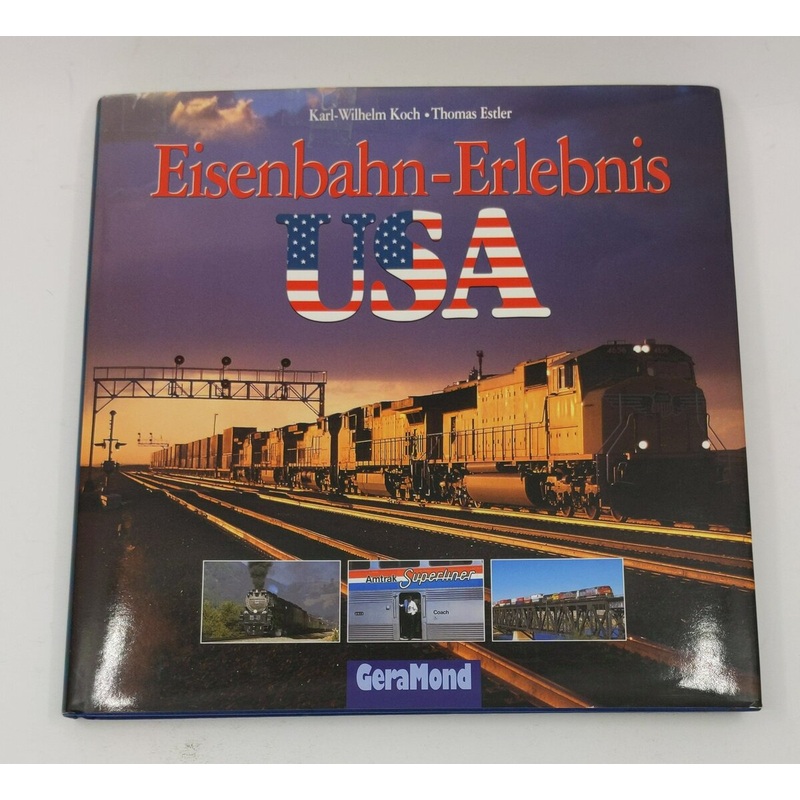 Karl-Wilhelm Koch • Thomas Estler
Eisenbahn-Erlebnis
USA
Amtrak Superliner
Coach
GeraMond